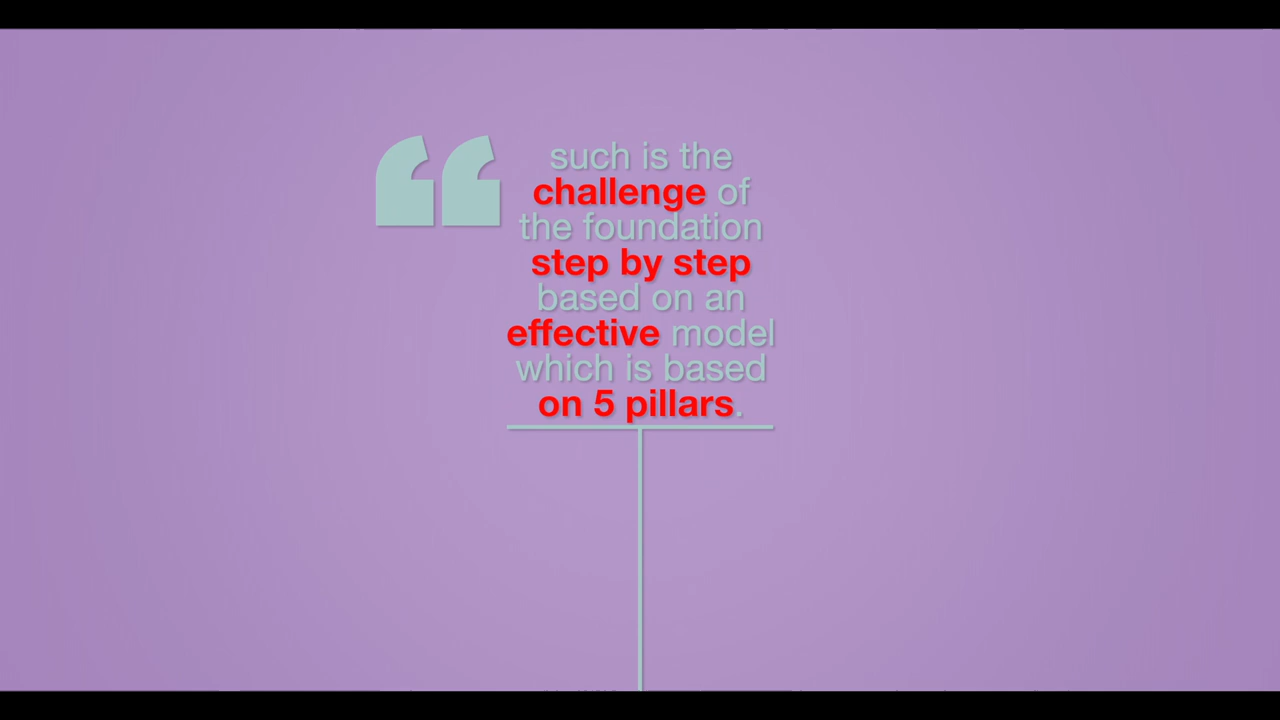 such is the
challenge of
the foundation
step by step
based on an
effective model
which is based
on 5 pillars.